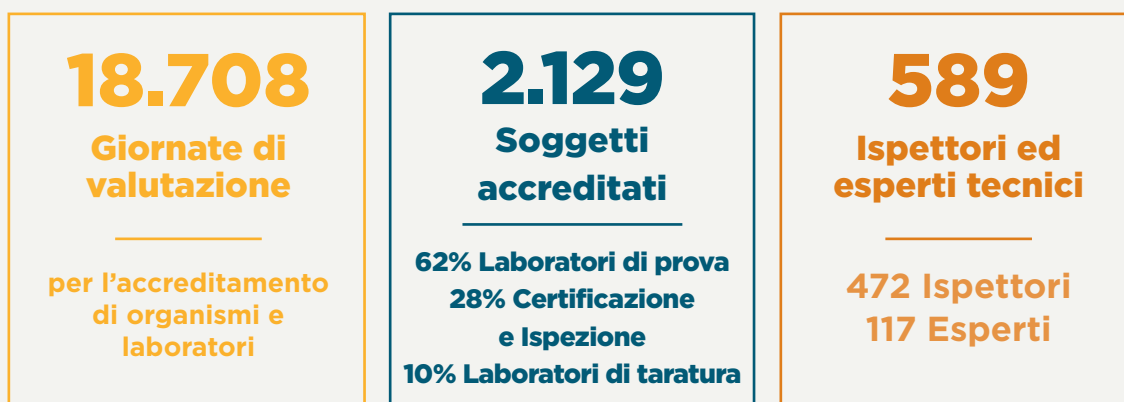 18.708
Giornate di
valutazione
per l’accreditamento
di organismi e
laboratori
2.129
Soggetti
accreditati
62% Laboratori di prova
28% Certificazione
e Ispezione
10% Laboratori di taratura
589
Ispettori ed
esperti tecnici
472 Ispettori
117 Esperti